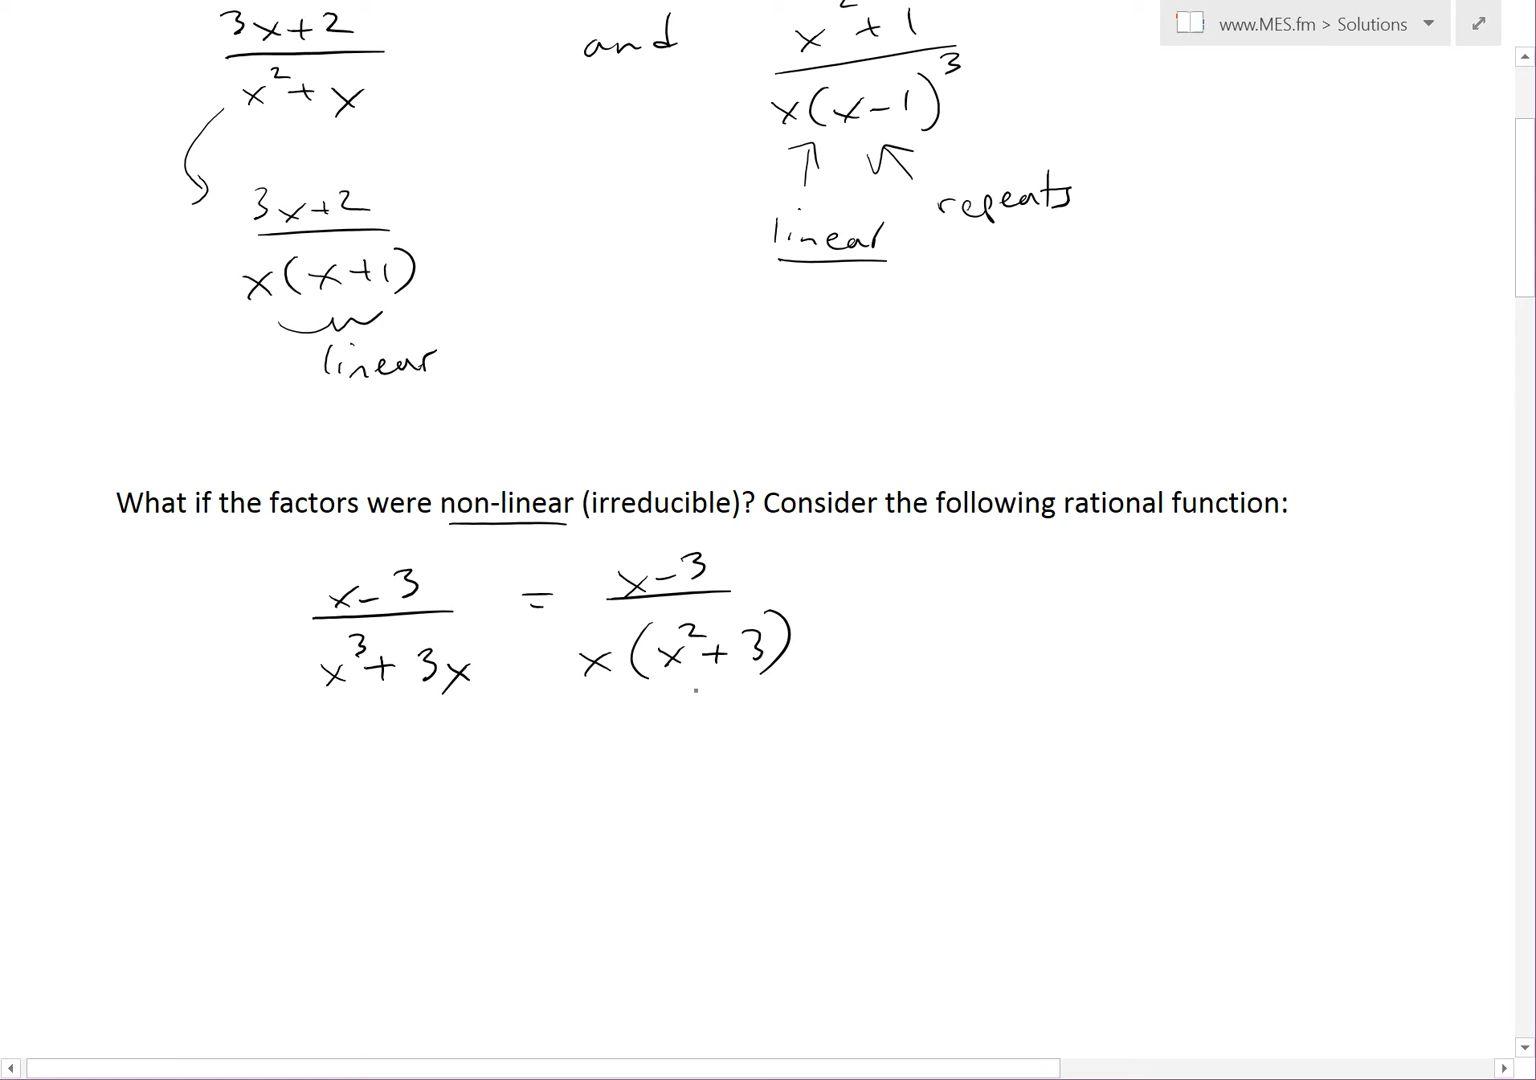 www.MES.fm > Solutions
3x+2 and x² + 1
x² + x x(x-1)³
3x+2 repeats
x(x+1) linear
linear
What if the factors were non-linear (irreducible)? Consider the following rational function:
x-3 = x-3
x³ + 3x x(x² + 3)